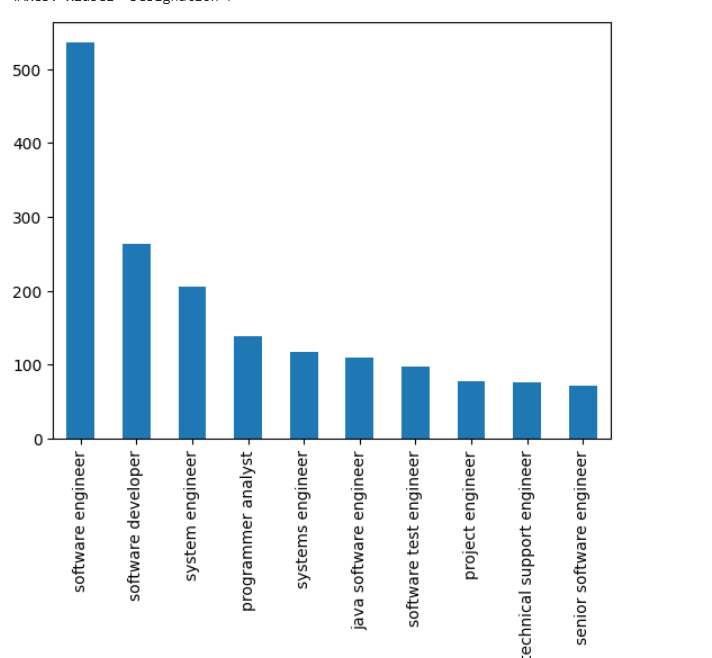 500
400
300
200
100
0
software engineer
software developer
system engineer
programmer analyst
systems engineer
java software engineer
software test engineer
project engineer
echnical support engineer
senior software engineer